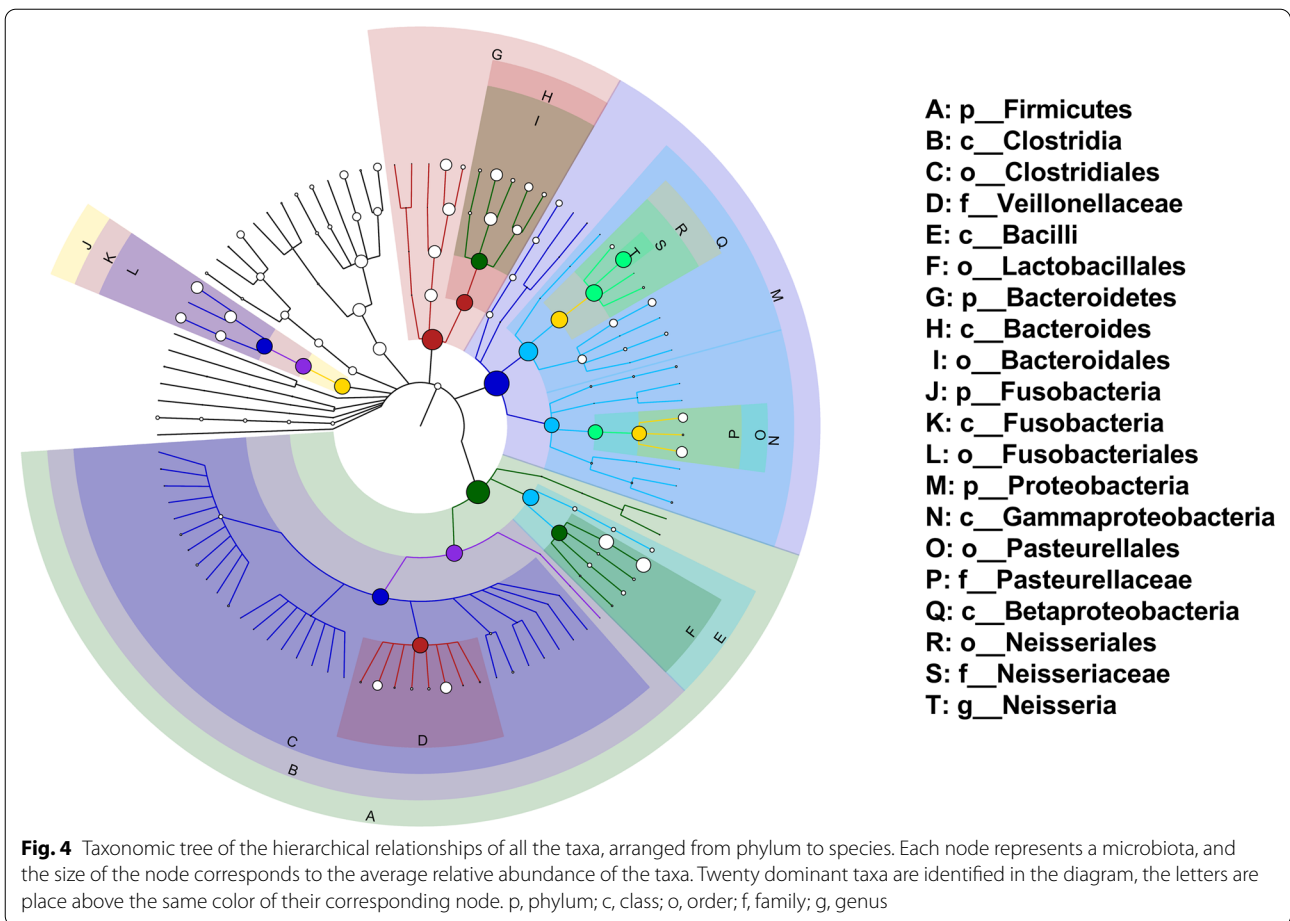 G
H
I
J
K
L
R
Q
S
T
M
P
O
N
F
E
D
C
B
A
A: p__Firmicutes
B: c__Clostridia
C: o__Clostridiales
D: f__Veillonellaceae
E: c__Bacilli
F: o__Lactobacillales
G: p__Bacteroidetes
H: c__Bacteroides
I: o__Bacteroidales
J: p__Fusobacteria
K: c__Fusobacteria
L: o__Fusobacteriales
M: p__Proteobacteria
N: c__Gammaproteobacteria
O: o__Pasteurellales
P: f__Pasteurellaceae
Q: c__Betaproteobacteria
R: o__Neisseriales
S: f__Neisseriaceae
T: g__Neisseria
Fig. 4 Taxonomic tree of the hierarchical relationships of all the taxa, arranged from phylum to species. Each node represents a microbiota, and
the size of the node corresponds to the average relative abundance of the taxa. Twenty dominant taxa are identified in the diagram, the letters are
place above the same color of their corresponding node. p, phylum; c, class; o, order; f, family; g, genus